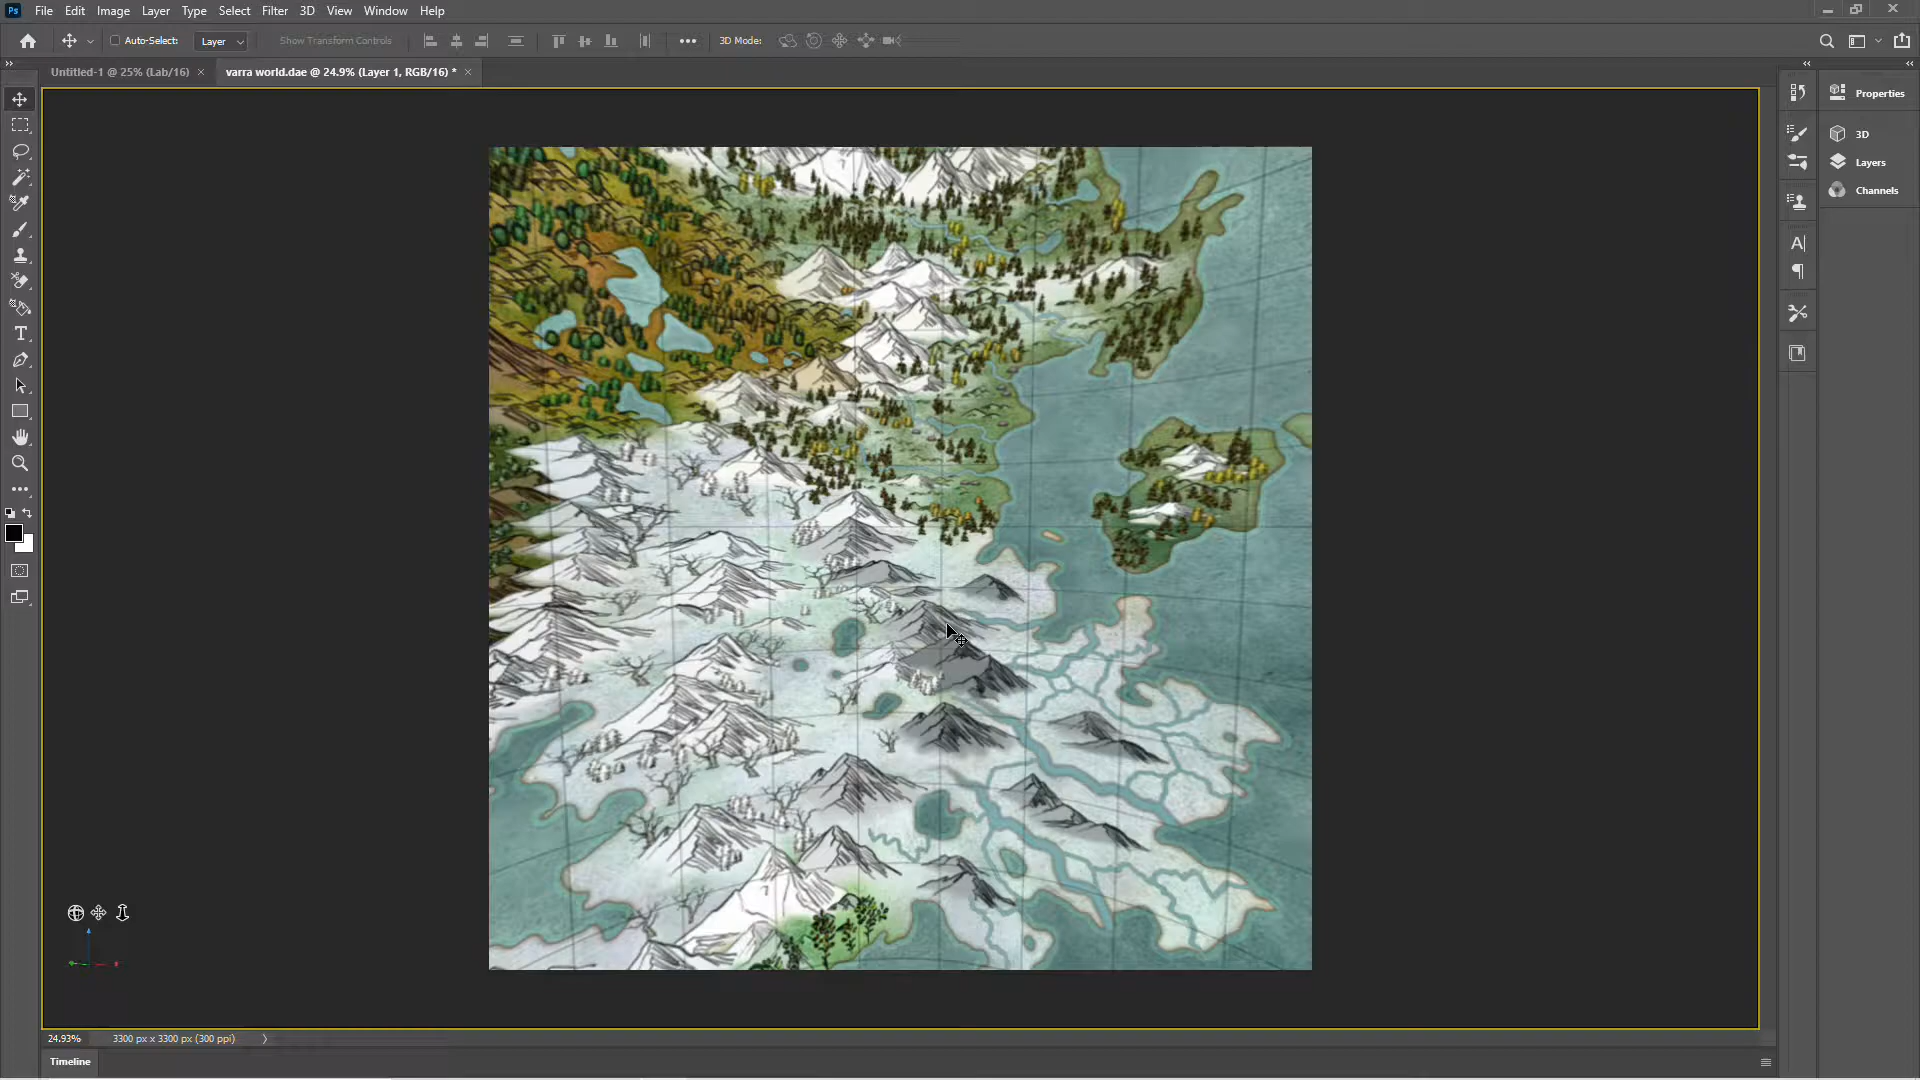 Ps File Edit Image Layer Type Select Filter 3D View Window Help
Auto-Select: Layer Show Transform Controls 3D Mode:
Untitled-1 @ 25% (Lab/16) × varra world.dae @ 24.9% (Layer 1, RGB/16) * ×
Properties
3D
Layers
Channels
24.93% 3300 px x 3300 px (300 ppi)
Timeline